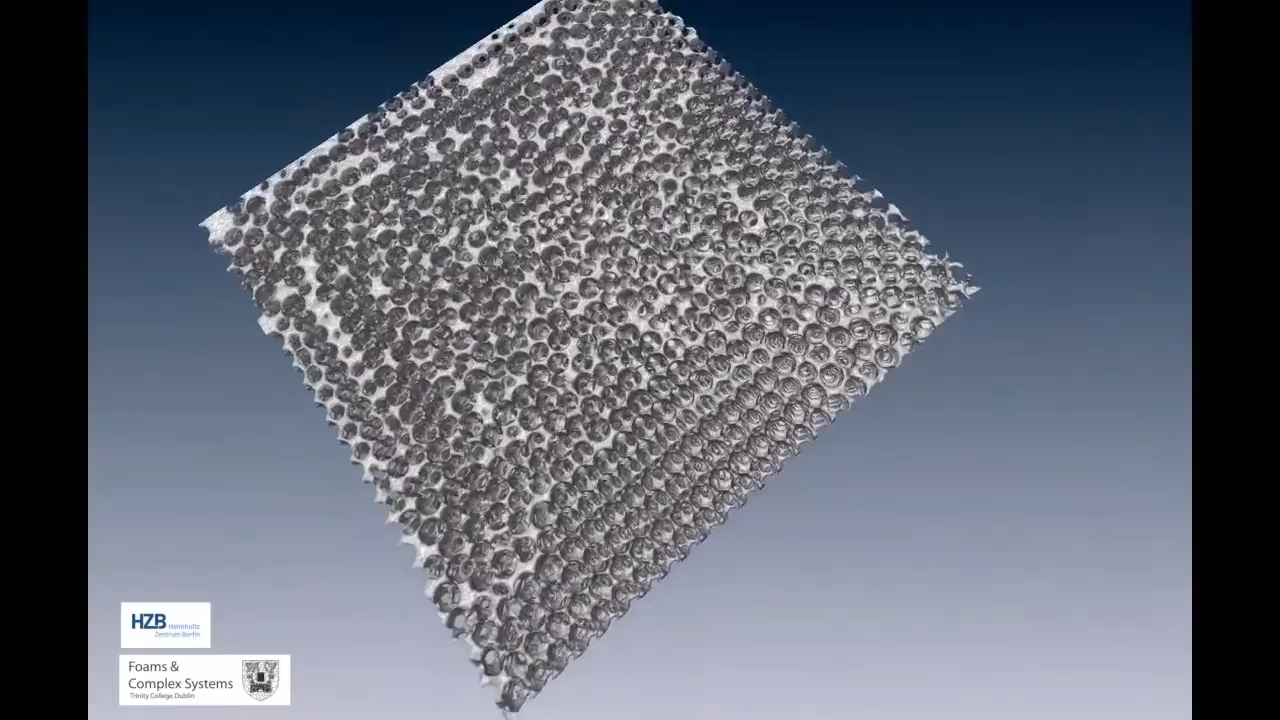 HZB Helmholtz
Zentrum Berlin
Foams &
Complex Systems
Trinity College Dublin